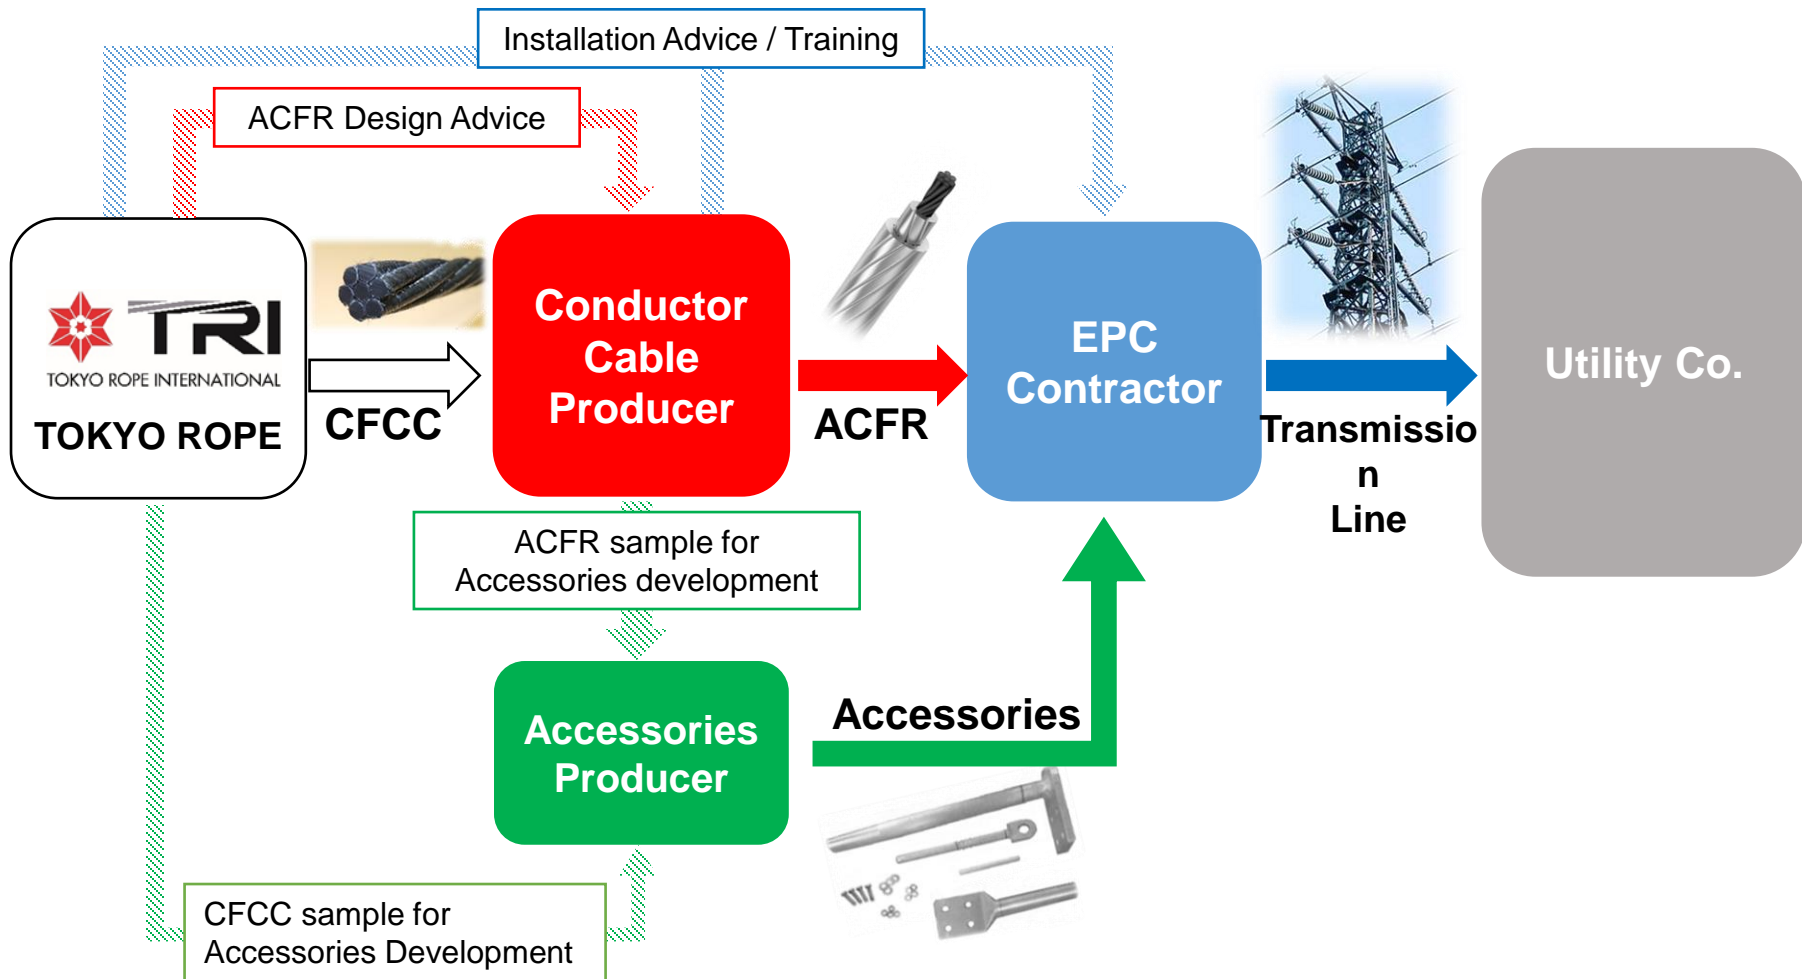 Installation Advice / Training
ACFR Design Advice
TRI
TOKYO ROPE INTERNATIONAL
TOKYO ROPE
CFCC
Conductor
Cable
Producer
ACFR
EPC
Contractor
Transmissio
n
Line
Utility Co.
ACFR sample for
Accessories development
Accessories
Producer
Accessories
CFCC sample for
Accessories Development